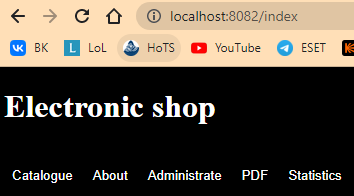 localhost:8082/index
ВК LoL HoTS YouTube ESET
Electronic shop
Catalogue About Administrate PDF Statistics